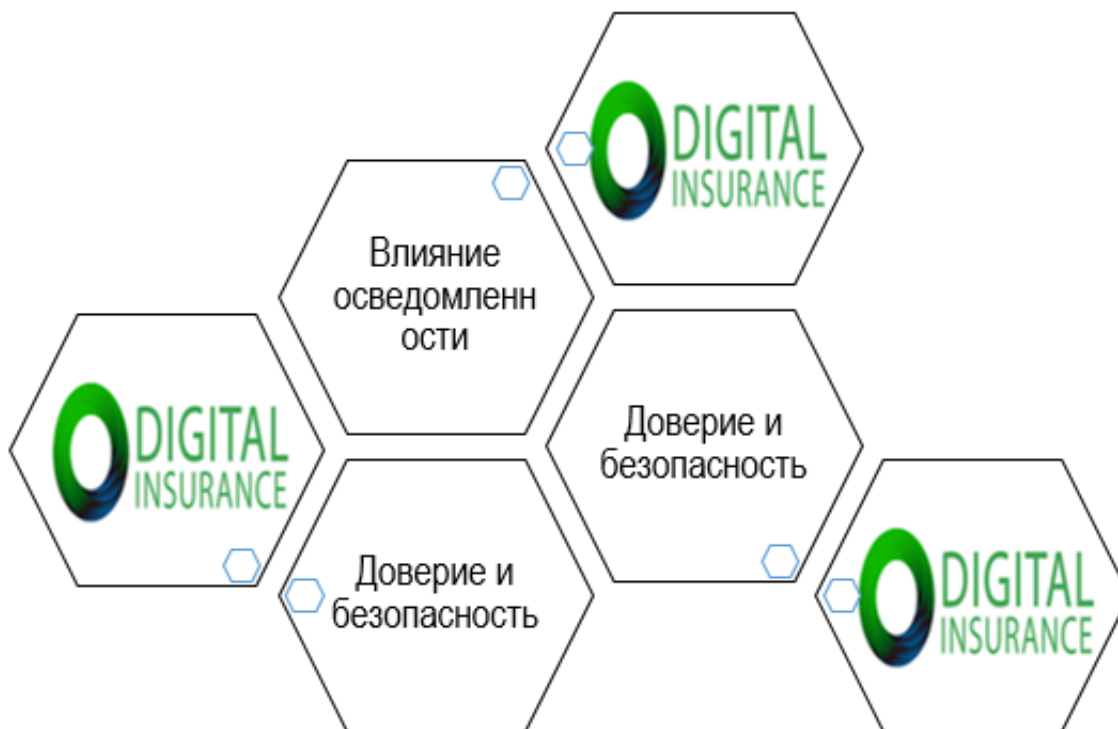 DIGITAL
INSURANCE
Влияние
осведомленн
ости
DIGITAL
INSURANCE
Доверие и
безопасность
Доверие и
безопасность
DIGITAL
INSURANCE